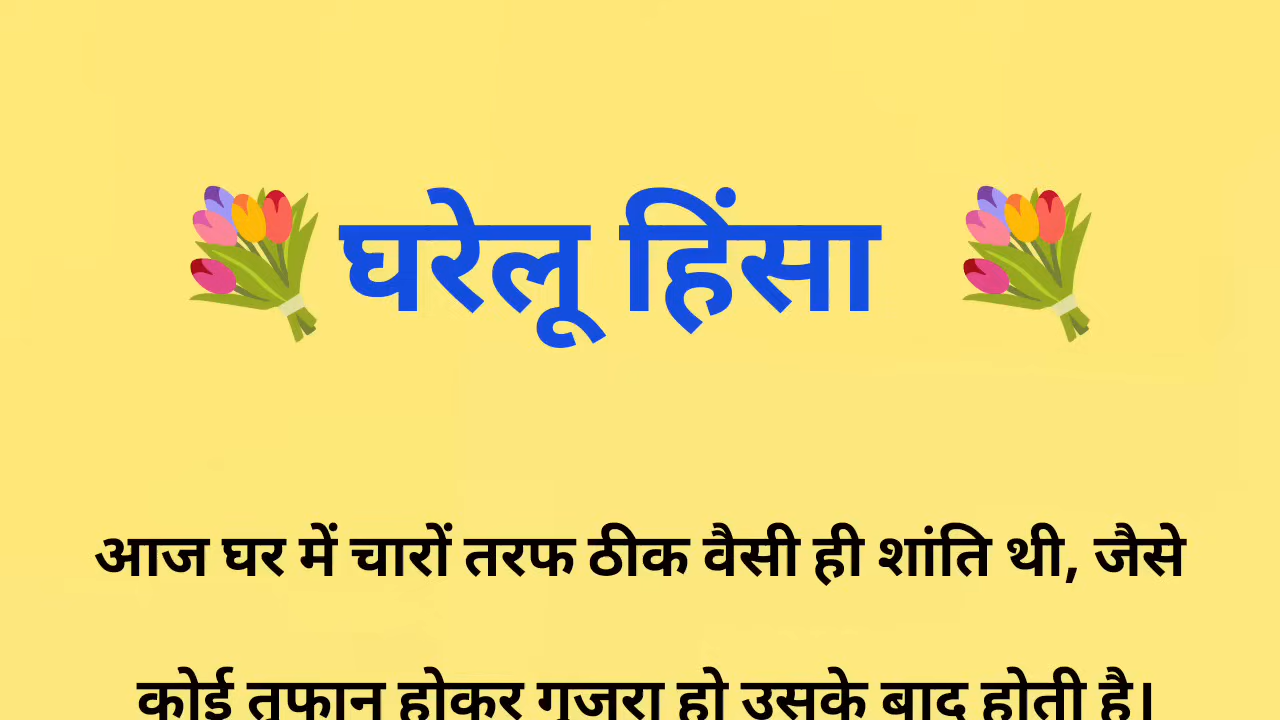 💐घरेलू हिंसा 💐
आज घर में चारों तरफ ठीक वैसी ही शांति थी, जैसे
कोई तूफान होकर गुजरा हो उसके बाद होती है।